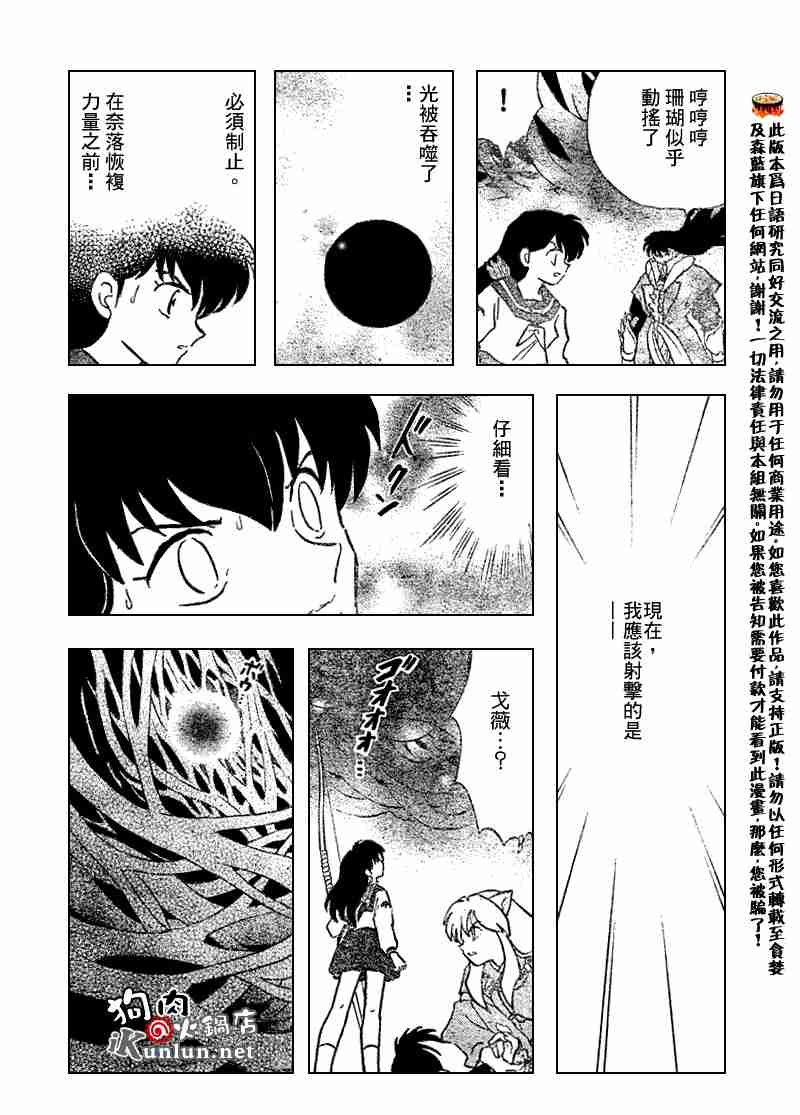 哼哼哼
珊瑚似乎
動搖了
！
光被吞噬了
…
必須制止。
在奈落恢複
力量之前…
現在，
我應該射擊的是
——
仔細看…
ドクン
戈薇…？
ゴオオオ…
ホウ…
此版本爲日語研究同好交流之用，請勿用于任何商業用途。如您喜歡此作品，請支持正版！請勿以任何形式轉載至貪婪
及森藍旗下任何網站，謝謝！一切法律責任與本組無關。如果您被告知需要付款才能看到此漫畫，那麽，您被騙了！
狗肉
火鍋店
iKunlun.net